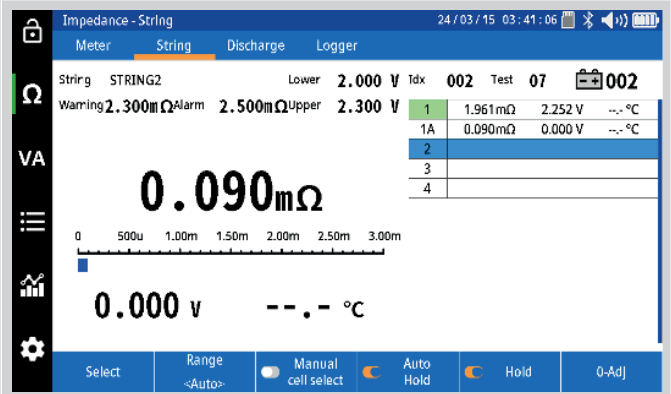 Impedance - String 24/03/15 03:41:06
Meter String Discharge Logger
String STRING2 Lower 2.000 V Idx 002 Test 07 002
Warning 2.300mΩ Alarm 2.500mΩ Upper 2.300 V
1 1.961mΩ 2.252 V --.- °C
1A 0.090mΩ 0.000 V --.- °C
2
3
4
Ω
VA
0.090mΩ
0 500u 1.00m 1.50m 2.00m 2.50m 3.00m
0.000 V --.- °C
Select Range <Auto> Manual cell select Auto Hold Hold 0-Adj